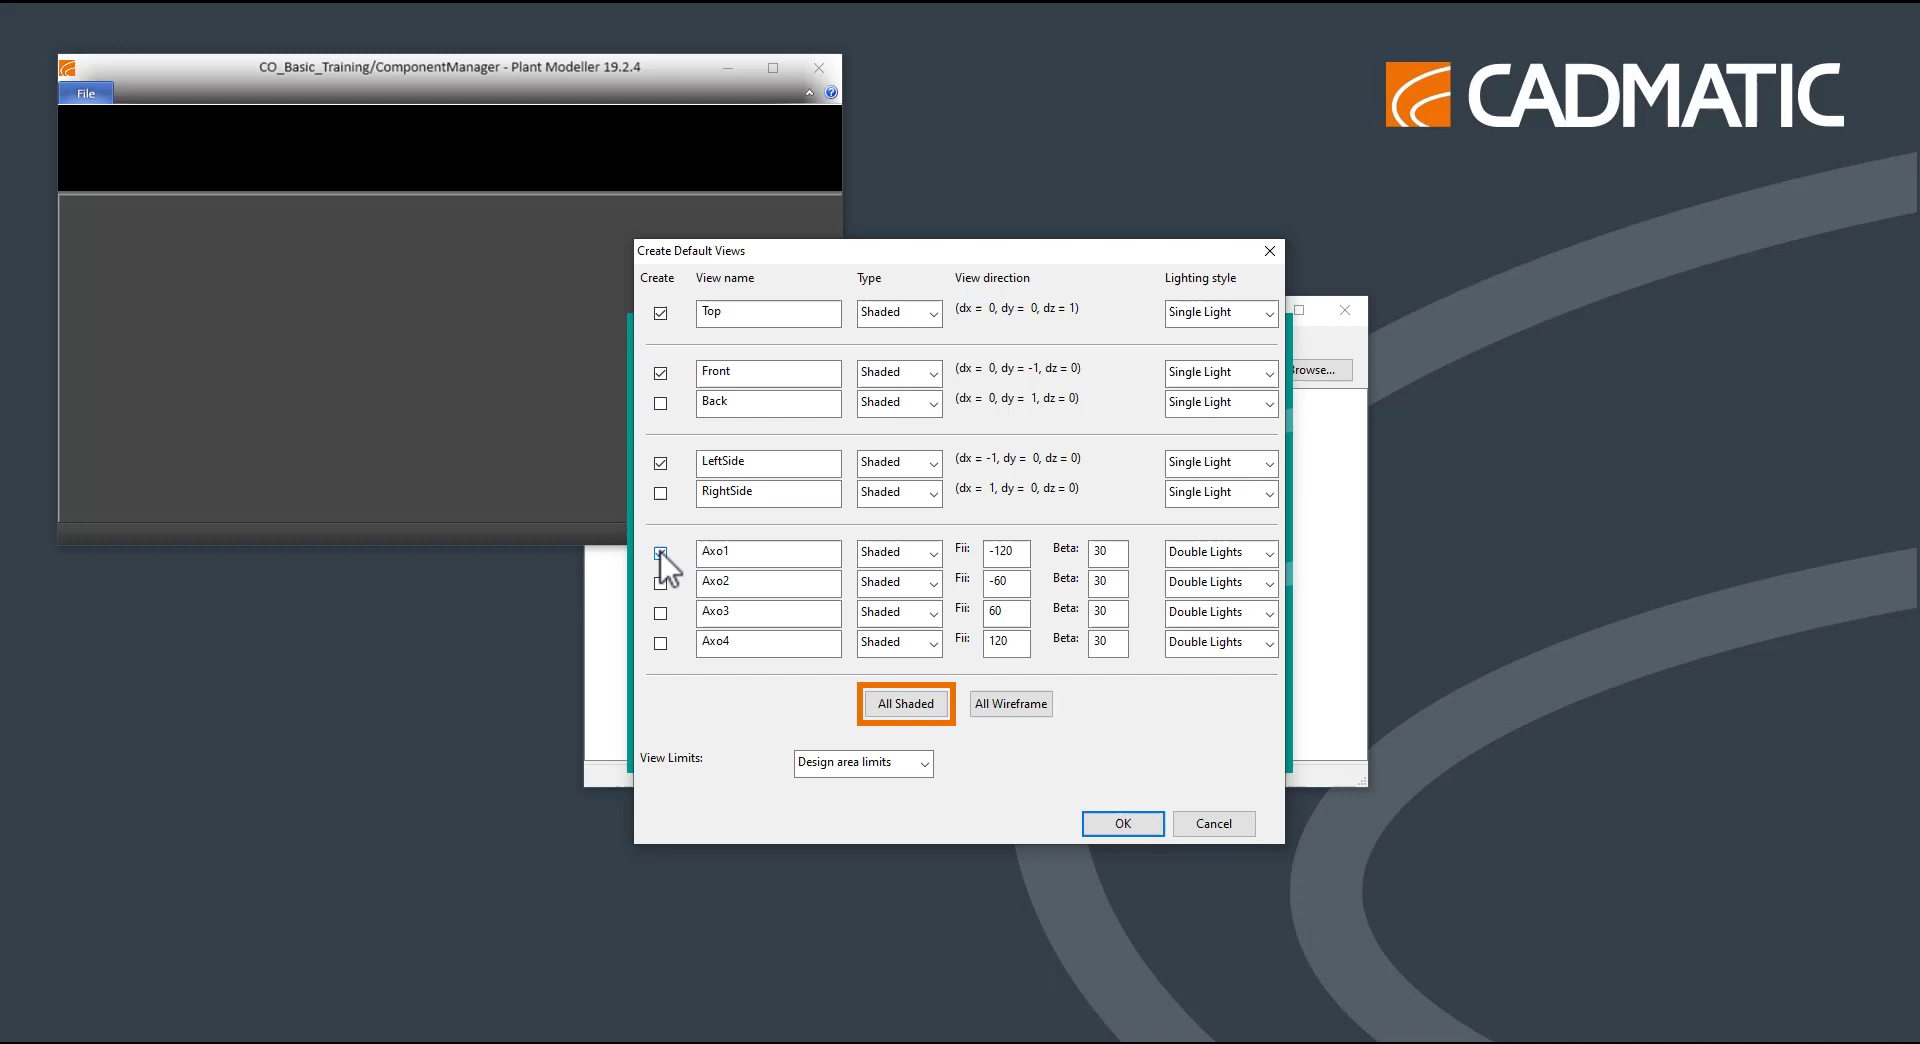 CO_Basic_Training/ComponentManager - Plant Modeller 19.2.4
File
CADMATIC
Create Default Views
Create View name Type View direction Lighting style
Top Shaded (dx = 0, dy = 0, dz = 1) Single Light
Front Shaded (dx = 0, dy = -1, dz = 0) Single Light
Back Shaded (dx = 0, dy = 1, dz = 0) Single Light
LeftSide Shaded (dx = -1, dy = 0, dz = 0) Single Light
RightSide Shaded (dx = 1, dy = 0, dz = 0) Single Light
Axo1 Shaded Fii: -120 Beta: 30 Double Lights
Axo2 Shaded Fii: -60 Beta: 30 Double Lights
Axo3 Shaded Fii: 60 Beta: 30 Double Lights
Axo4 Shaded Fii: 120 Beta: 30 Double Lights
All Shaded All Wireframe
View Limits: Design area limits
OK Cancel
rowse...